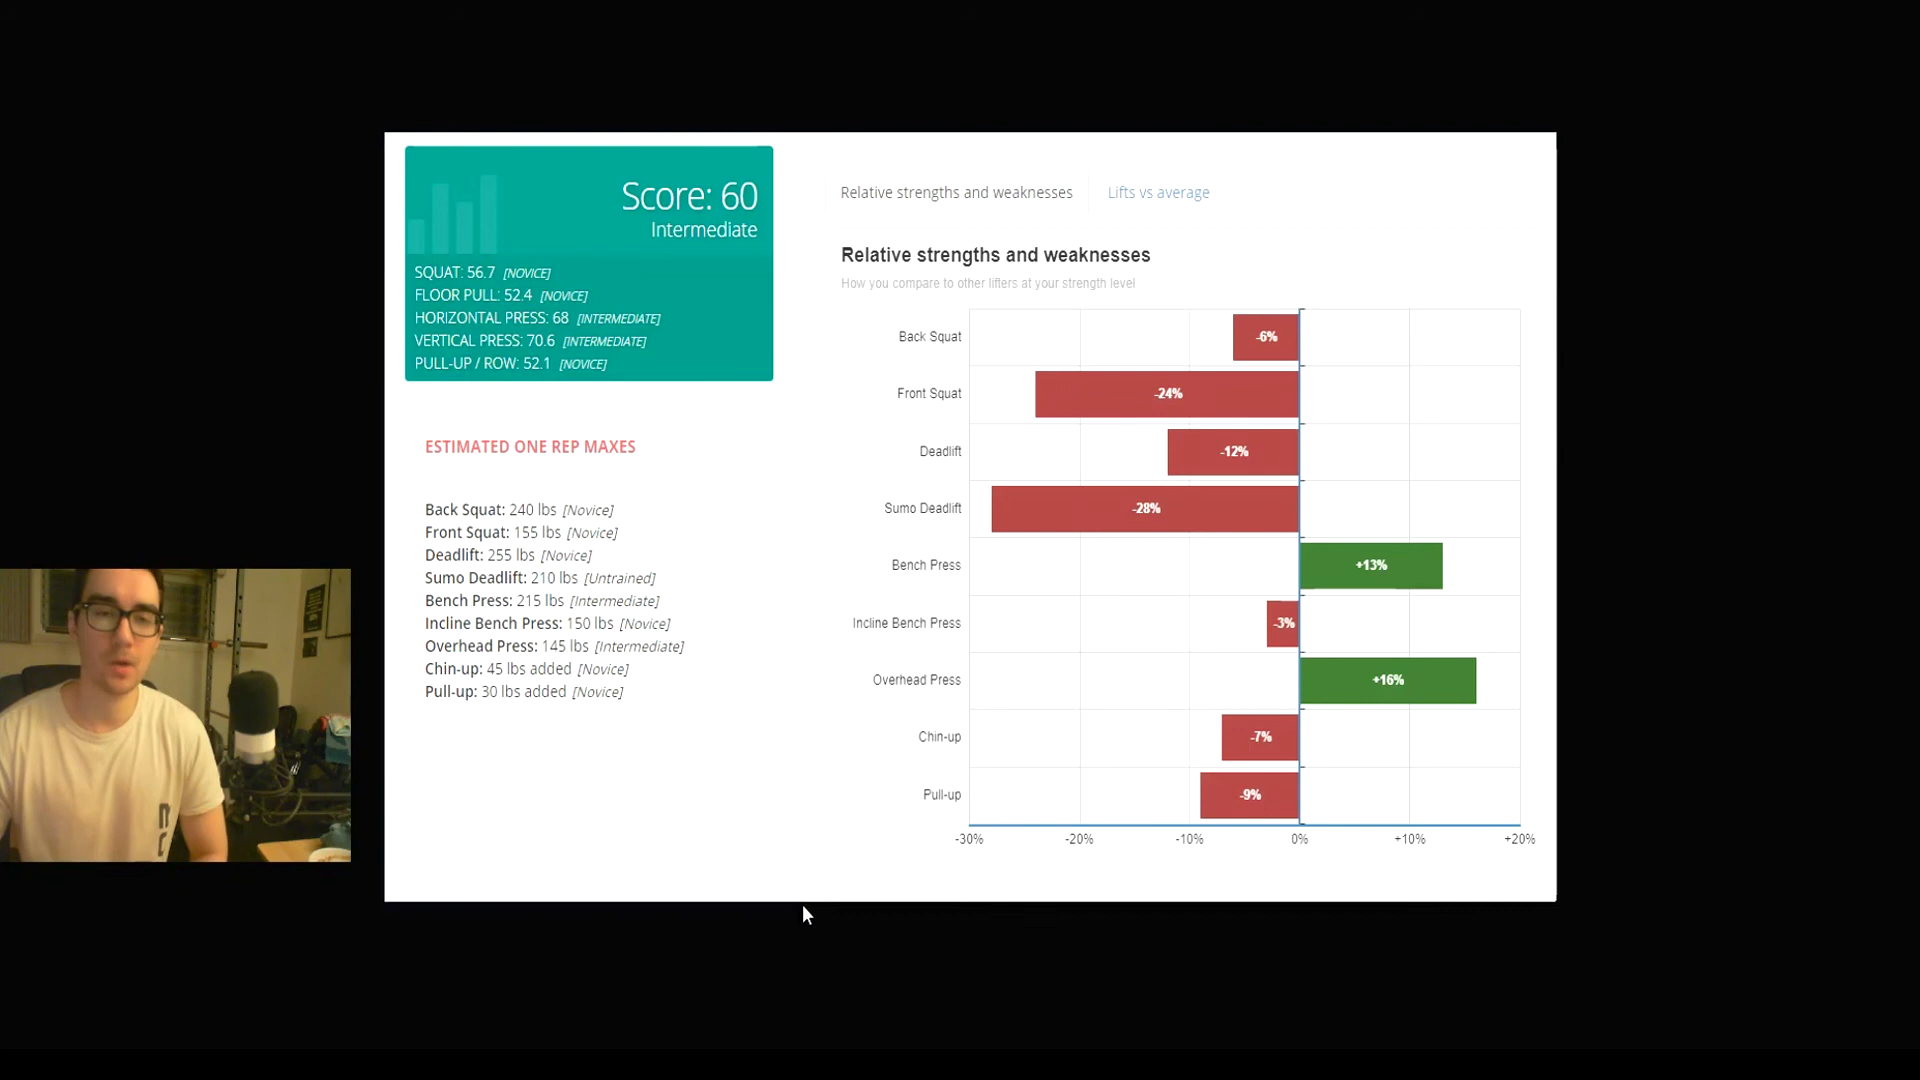 Score: 60
Intermediate
SQUAT: 56.7 [NOVICE]
FLOOR PULL: 52.4 [NOVICE]
HORIZONTAL PRESS: 68 [INTERMEDIATE]
VERTICAL PRESS: 70.6 [INTERMEDIATE]
PULL-UP / ROW: 52.1 [NOVICE]
ESTIMATED ONE REP MAXES
Back Squat: 240 lbs [Novice]
Front Squat: 155 lbs [Novice]
Deadlift: 255 lbs [Novice]
Sumo Deadlift: 210 lbs [Untrained]
Bench Press: 215 lbs [Intermediate]
Incline Bench Press: 150 lbs [Novice]
Overhead Press: 145 lbs [Intermediate]
Chin-up: 45 lbs added [Novice]
Pull-up: 30 lbs added [Novice]
Relative strengths and weaknesses Lifts vs average
Relative strengths and weaknesses
How you compare to other lifters at your strength level
Back Squat -6%
Front Squat -24%
Deadlift -12%
Sumo Deadlift -28%
Bench Press +13%
Incline Bench Press -3%
Overhead Press +16%
Chin-up -7%
Pull-up -9%
-30% -20% -10% 0% +10% +20%